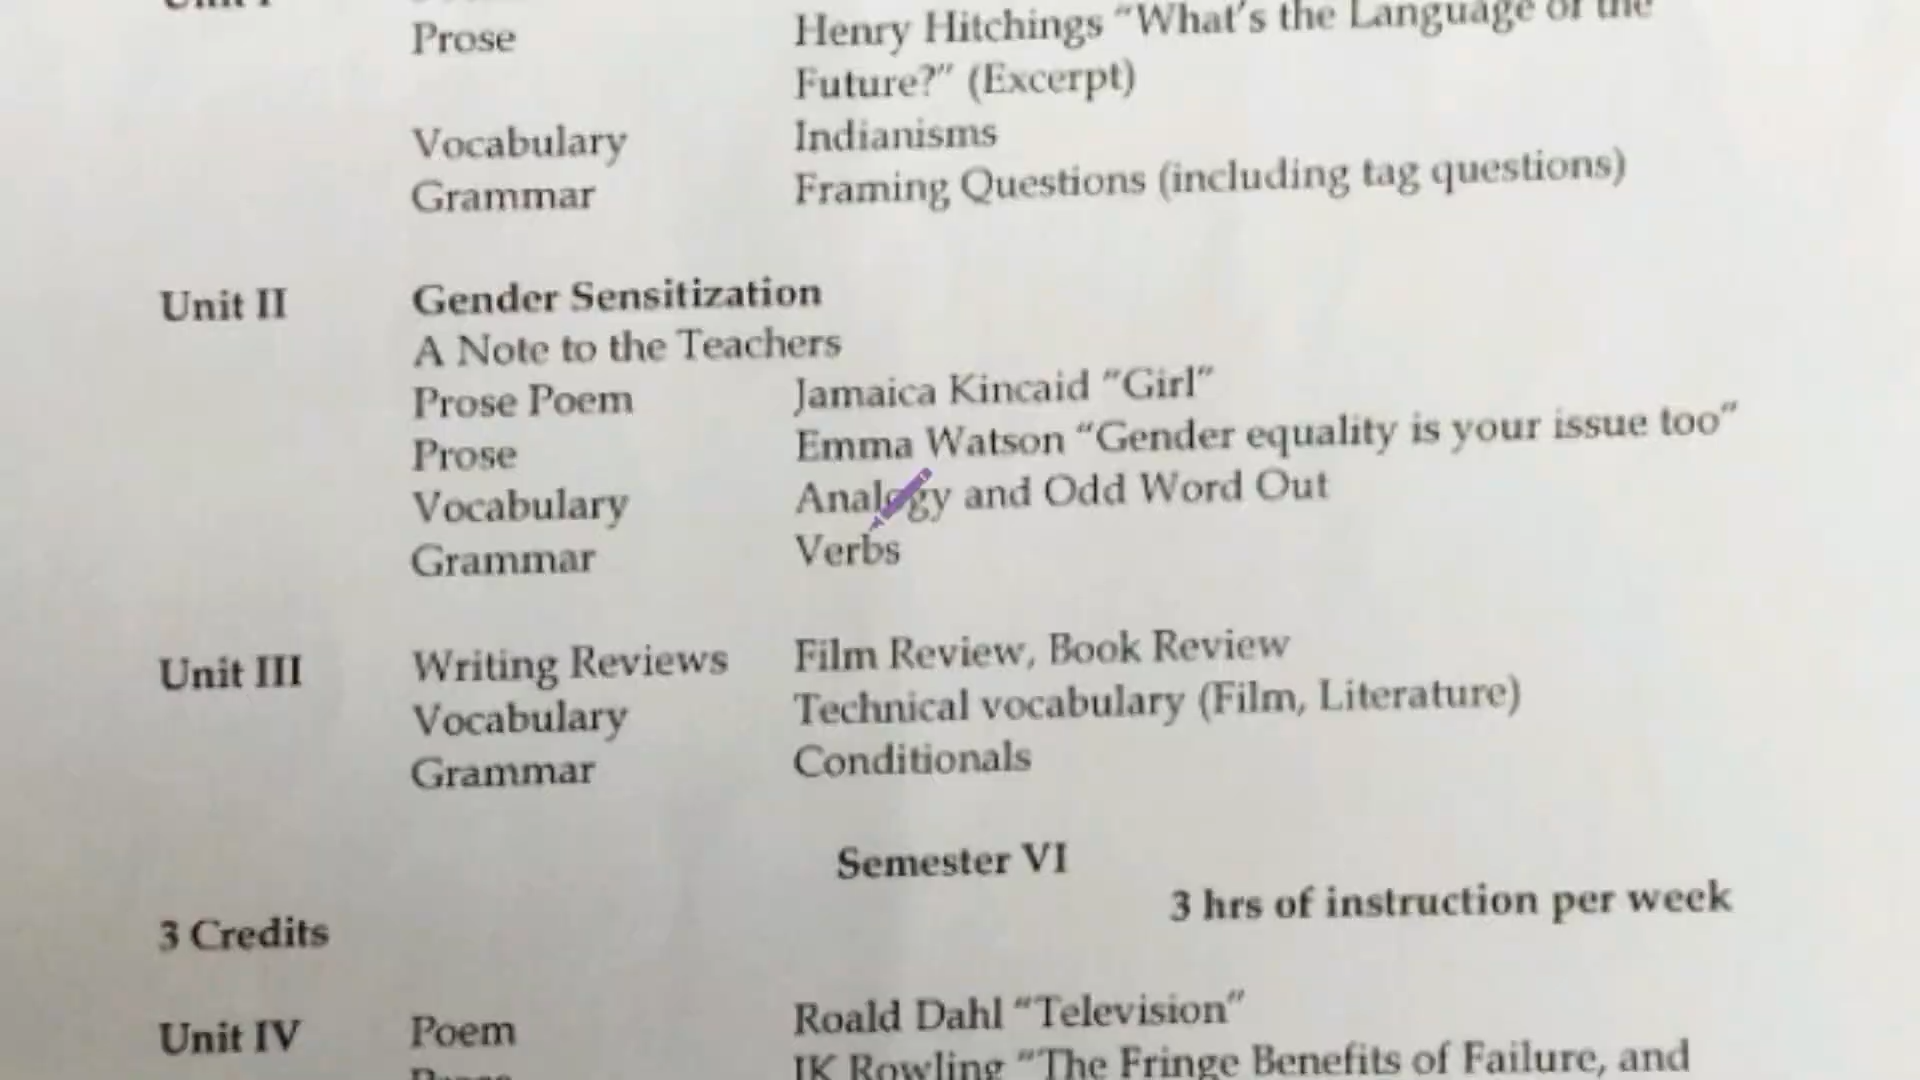 Prose Henry Hitchings "What's the Language of the
Future?" (Excerpt)
Vocabulary Indianisms
Grammar Framing Questions (including tag questions)
Unit II Gender Sensitization
A Note to the Teachers
Prose Poem Jamaica Kincaid "Girl"
Prose Emma Watson "Gender equality is your issue too"
Vocabulary Analogy and Odd Word Out
Grammar Verbs
Unit III Writing Reviews Film Review, Book Review
Vocabulary Technical vocabulary (Film, Literature)
Grammar Conditionals
Semester VI
3 Credits 3 hrs of instruction per week
Unit IV Poem Roald Dahl "Television"
JK Rowling "The Fringe Benefits of Failure, and